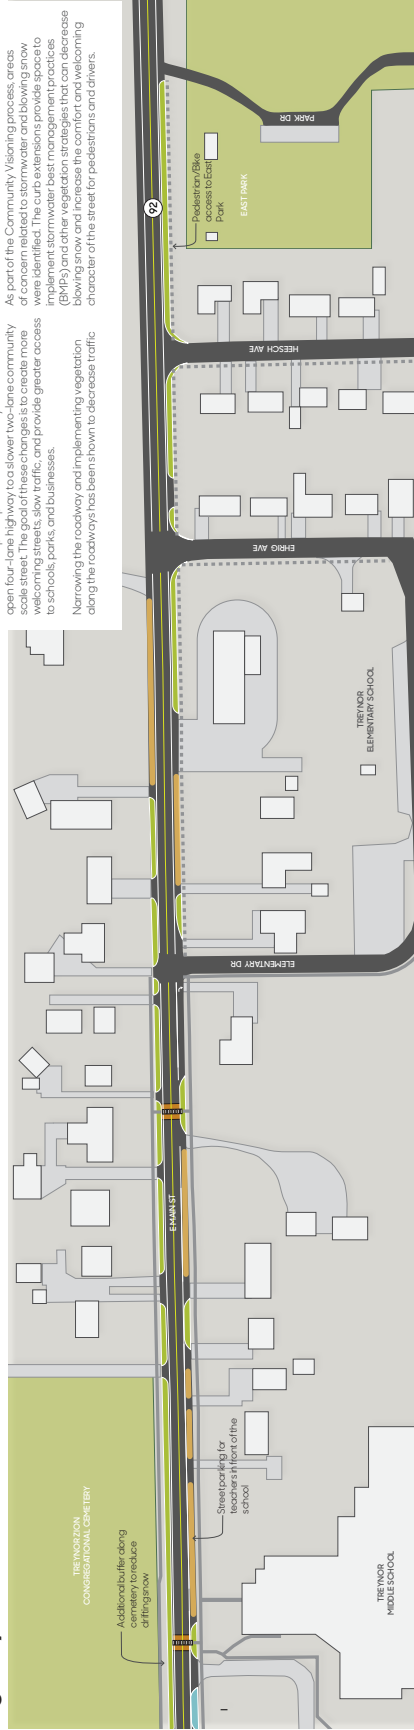 open four-lane highway to a slower two-lane community
scale street. The goal of these changes is to create more
welcoming streets, slow traffic, and provide greater access
to schools, parks, and businesses.
Narrowing the roadway and implementing vegetation
along the roadways has been shown to decrease traffic
As part of the Community Visioning process, areas
of concern related to stormwater and blowing snow
were identified. The curb extensions provide space to
implement stormwater best management practices
(BMPs) and other vegetation strategies that can decrease
blowing snow and increase the comfort and welcoming
character of the street for pedestrians and drivers.
TREYNOR ZION
CONGREGATIONAL CEMETERY
Additional buffer along
cemetery to reduce
drifting snow
Street parking for
teachers in front of the
school
TREYNOR
MIDDLE SCHOOL
E MAIN ST
ELEMENTARY DR
TREYNOR
ELEMENTARY SCHOOL
EHRIG AVE
HEESCH AVE
92
Pedestrian/Bike
access to East
Park
EAST PARK
PARK DR